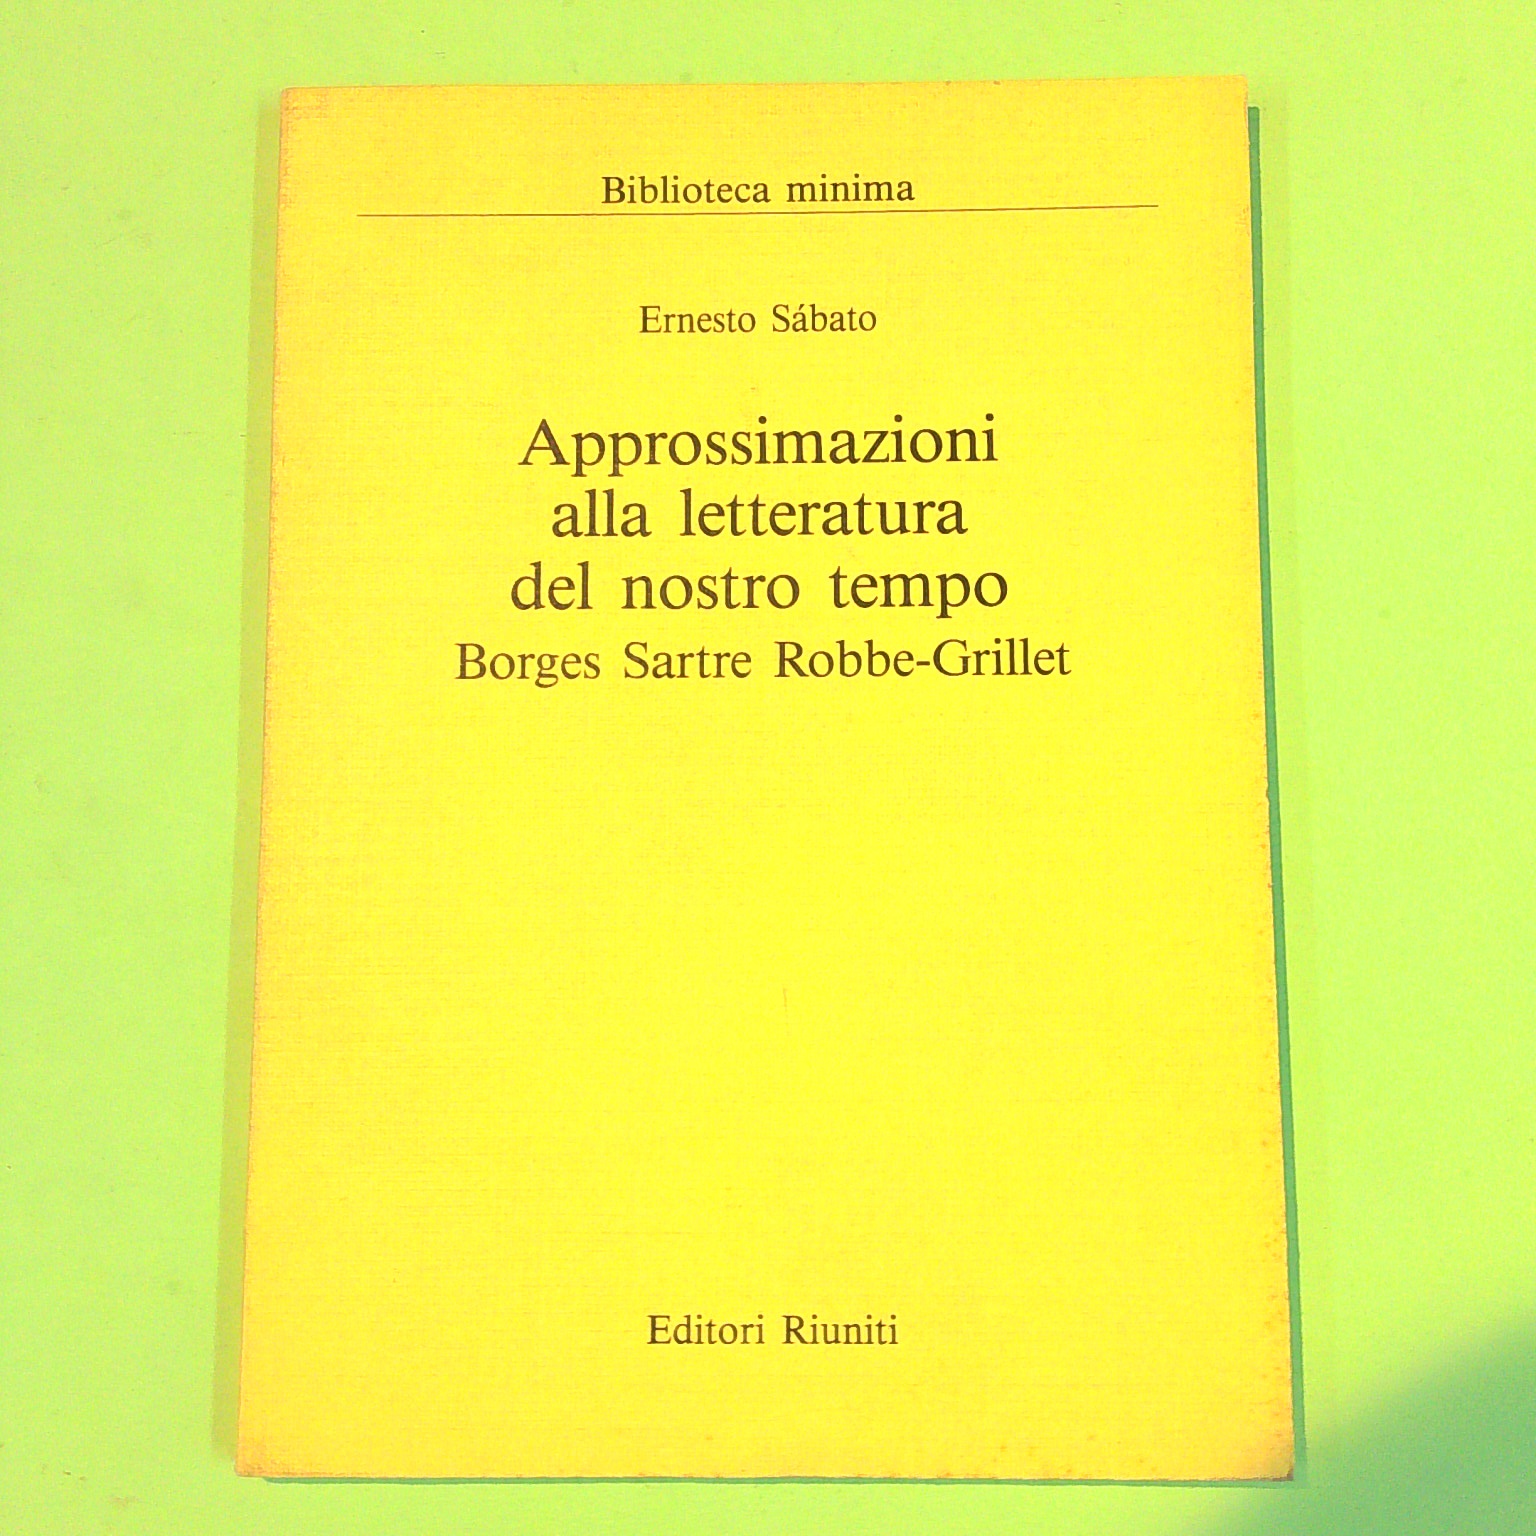 Biblioteca minima
Ernesto Sábato
Approssimazioni
alla letteratura
del nostro tempo
Borges Sartre Robbe-Grillet
Editori Riuniti